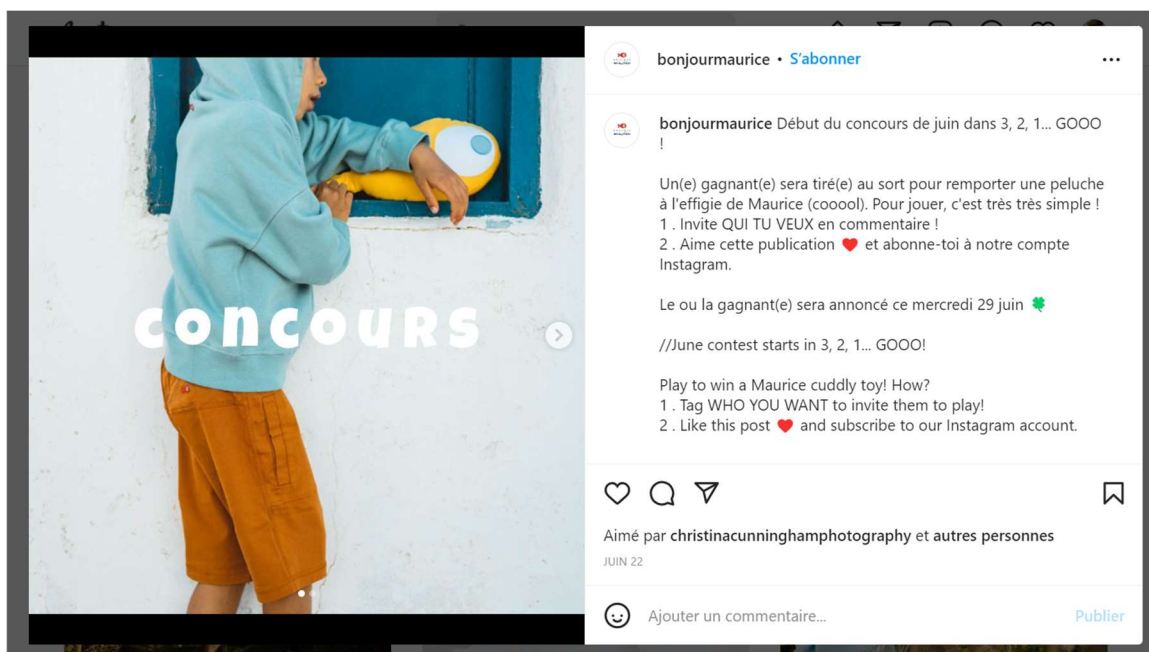 concours
bonjourmaurice • S'abonner
bonjourmaurice Début du concours de juin dans 3, 2, 1... GOOO
!
Un(e) gagnant(e) sera tiré(e) au sort pour remporter une peluche
à l'effigie de Maurice (cooool). Pour jouer, c'est très très simple !
1 . Invite QUI TU VEUX en commentaire !
2 . Aime cette publication ❤️ et abonne-toi à notre compte
Instagram.
Le ou la gagnant(e) sera annoncé ce mercredi 29 juin 🍀
//June contest starts in 3, 2, 1... GOOO!
Play to win a Maurice cuddly toy! How?
1 . Tag WHO YOU WANT to invite them to play!
2 . Like this post ❤️ and subscribe to our Instagram account.
Aimé par christinacunninghamphotography et autres personnes
JUIN 22
Ajouter un commentaire...
Publier